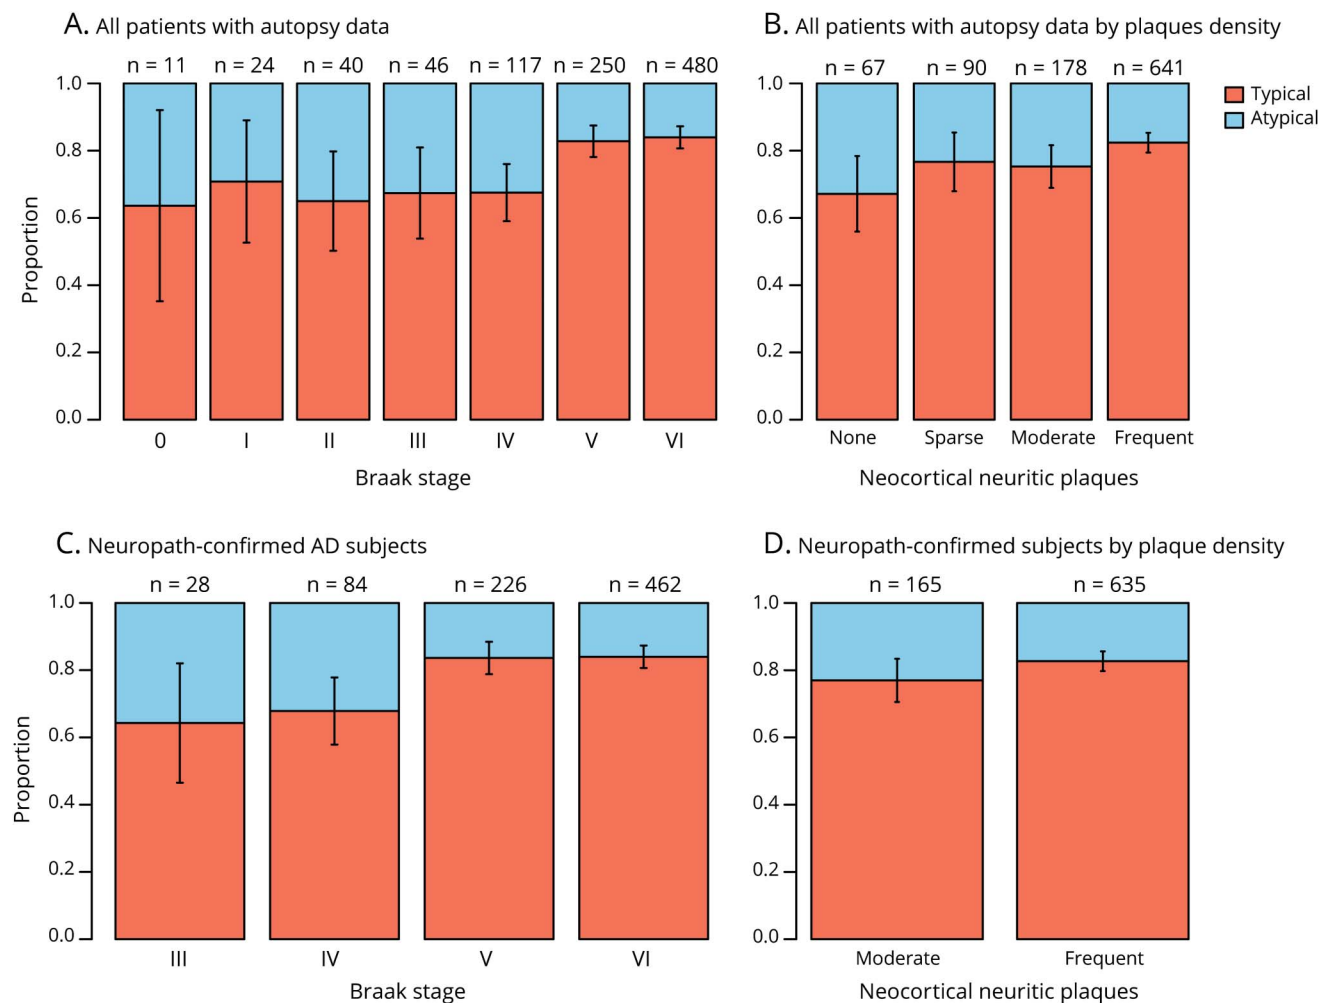 A. All patients with autopsy data
n = 11 n = 24 n = 40 n = 46 n = 117 n = 250 n = 480
1.0
0.8
0.6
0.4
0.2
0.0
Proportion
0 I II III IV V VI
Braak stage
B. All patients with autopsy data by plaques density
n = 67 n = 90 n = 178 n = 641
1.0
0.8
0.6
0.4
0.2
0.0
None Sparse Moderate Frequent
Neocortical neuritic plaques
Typical
Atypical
C. Neuropath-confirmed AD subjects
n = 28 n = 84 n = 226 n = 462
1.0
0.8
0.6
0.4
0.2
0.0
Proportion
III IV V VI
Braak stage
D. Neuropath-confirmed subjects by plaque density
n = 165 n = 635
1.0
0.8
0.6
0.4
0.2
0.0
Moderate Frequent
Neocortical neuritic plaques